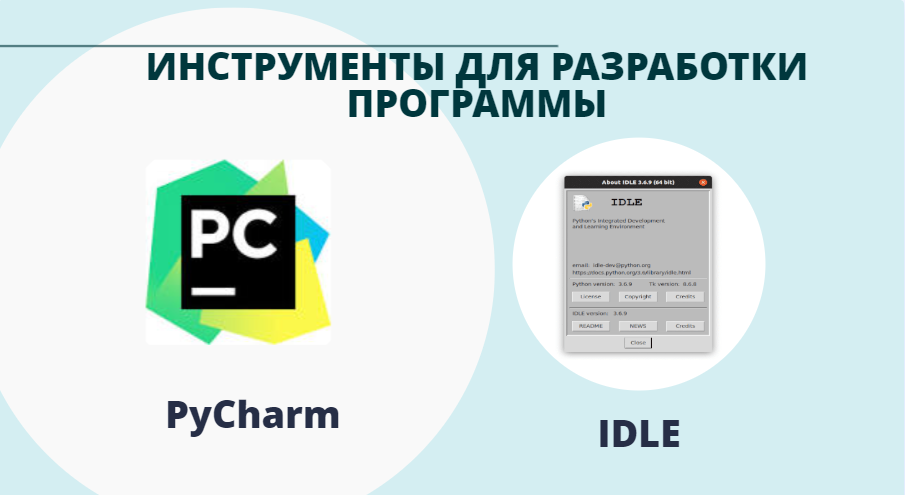 ИНСТРУМЕНТЫ ДЛЯ РАЗРАБОТКИ
ПРОГРАММЫ
PC
About IDLE 3.6.9 (64 bit)
IDLE
Python's Integrated Development
and Learning Environment
email: idle-dev@python.org
https://docs.python.org/3.6/library/idle.html
Python version: 3.6.9 Tk version: 8.6.8
License Copyright Credits
IDLE version: 3.6.9
README NEWS Credits
Close
PyCharm
IDLE